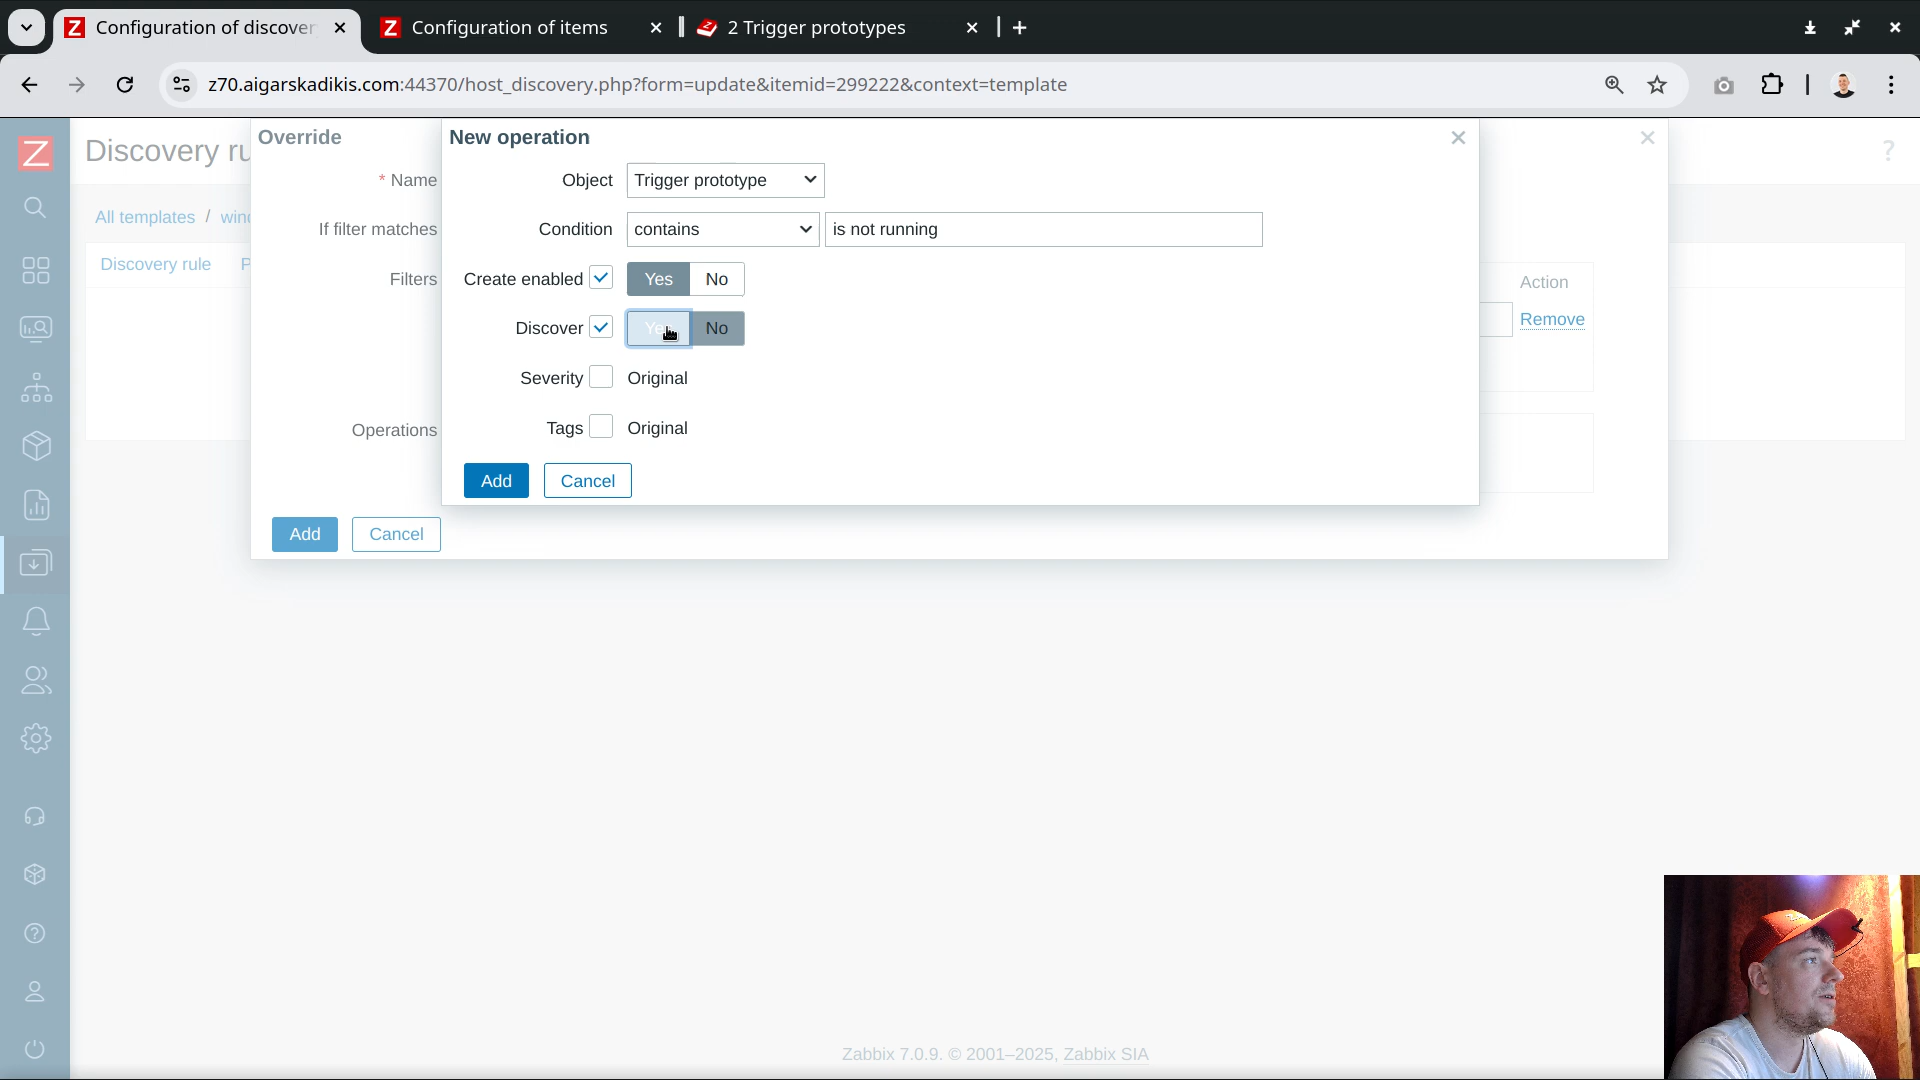 Configuration of discover
Configuration of items
2 Trigger prototypes
z70.aigarskadikis.com:44370/host_discovery.php?form=update&itemid=299222&context=template
Z
Discovery ru
?
All templates / wind
Discovery rule P
Override
* Name
If filter matches
Filters
Operations
Action
Remove
Add Cancel
New operation
Object Trigger prototype
Condition contains is not running
Create enabled Yes No
Discover Yes No
Severity Original
Tags Original
Add Cancel
Zabbix 7.0.9. © 2001–2025, Zabbix SIA